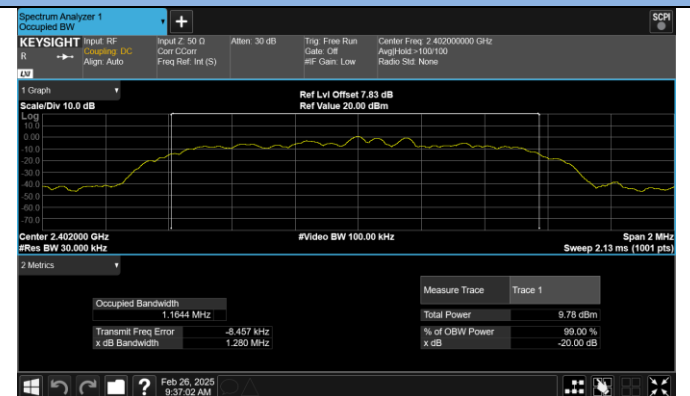 Spectrum Analyzer 1
Occupied BW
SCPI
KEYSIGHT
R
LXI
Input: RF
Coupling: DC
Align: Auto
Input Z: 50 Ω
Corr CCorr
Freq Ref: Int (S)
Atten: 30 dB
Trig: Free Run
Gate: Off
#IF Gain: Low
Center Freq: 2.402000000 GHz
Avg|Hold:>100/100
Radio Std: None
1 Graph
Scale/Div 10.0 dB
Ref Lvl Offset 7.83 dB
Ref Value 20.00 dBm
Log
10.0
0.00
-10.0
-20.0
-30.0
-40.0
-50.0
-60.0
-70.0
Center 2.402000 GHz
#Res BW 30.000 kHz
#Video BW 100.00 kHz
Span 2 MHz
Sweep 2.13 ms (1001 pts)
2 Metrics
Occupied Bandwidth
1.1644 MHz
Transmit Freq Error -8.457 kHz
x dB Bandwidth 1.280 MHz
Measure Trace Trace 1
Total Power 9.78 dBm
% of OBW Power 99.00 %
x dB -20.00 dB
?
Feb 26, 2025
9:37:02 AM